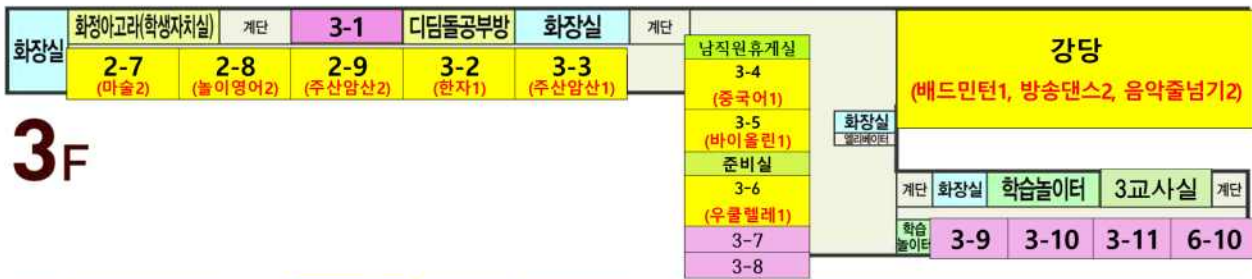 화장실
화정아고라(학생자치실)
계단
3-1
디딤돌공부방
화장실
계단
2-7
(마술2)
2-8
(놀이영어2)
2-9
(주산암산2)
3-2
(한자1)
3-3
(주산암산1)
3F
남직원휴게실
3-4
(중국어1)
3-5
(바이올린1)
준비실
3-6
(우쿨렐레1)
3-7
3-8
화장실
엘리베이터
강당
(배드민턴1, 방송댄스2, 음악줄넘기2)
계단
화장실
학습놀이터
3교사실
계단
학습
놀이터
3-9
3-10
3-11
6-10